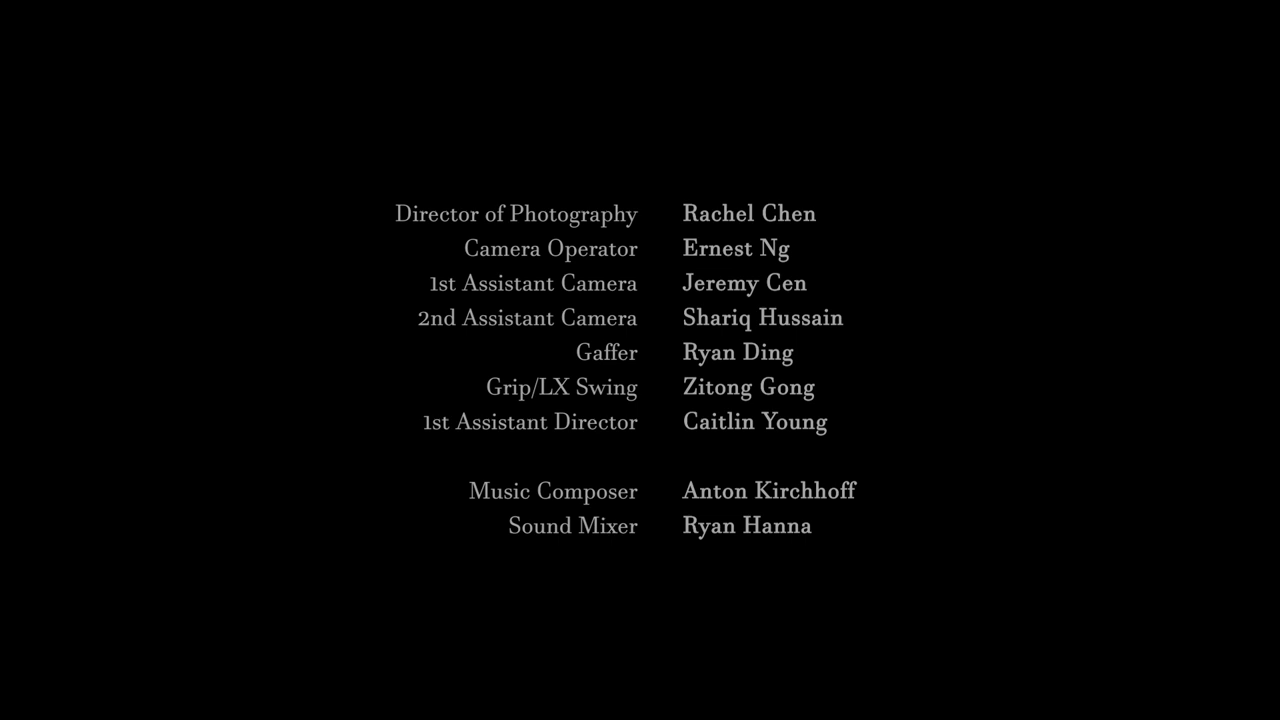 Director of Photography Rachel Chen
Camera Operator Ernest Ng
1st Assistant Camera Jeremy Cen
2nd Assistant Camera Shariq Hussain
Gaffer Ryan Ding
Grip/LX Swing Zitong Gong
1st Assistant Director Caitlin Young
Music Composer Anton Kirchhoff
Sound Mixer Ryan Hanna